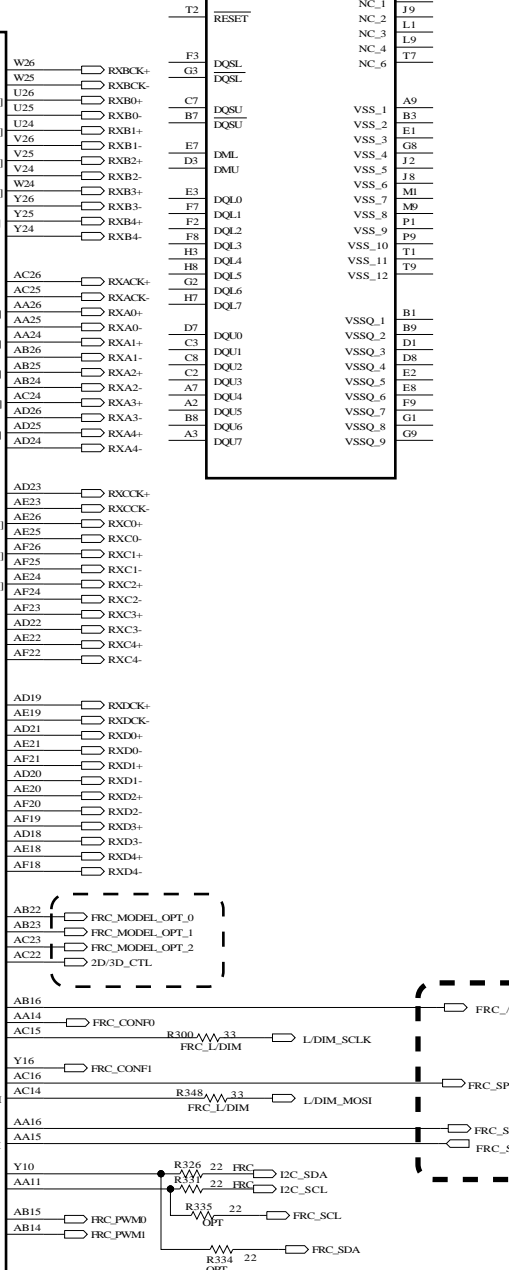 T2 RESET
NC_1
NC_2 J9
NC_3 L1
NC_4 L9
NC_6 T7
F3 DQSL
G3 DQSL
C7 DQSU
B7 DQSU
E7 DML
D3 DMU
E3 DQL0
F7 DQL1
F2 DQL2
F8 DQL3
H3 DQL4
H8 DQL5
G2 DQL6
H7 DQL7
D7 DQU0
C3 DQU1
C8 DQU2
C2 DQU3
A7 DQU4
A2 DQU5
B8 DQU6
A3 DQU7
VSS_1 A9
VSS_2 B3
VSS_3 E1
VSS_4 G8
VSS_5 J2
VSS_6 J8
VSS_7 M1
VSS_8 M9
VSS_9 P1
VSS_10 P9
VSS_11 T1
VSS_12 T9
VSSQ_1 B1
VSSQ_2 B9
VSSQ_3 D1
VSSQ_4 D8
VSSQ_5 E2
VSSQ_6 E8
VSSQ_7 F9
VSSQ_8 G1
VSSQ_9 G9
W26 RXBCK+
W25 RXBCK-
U26 RXB0+
U25 RXB0-
U24 RXB1+
V26 RXB1-
V25 RXB2+
V24 RXB2-
W24 RXB3+
Y26 RXB3-
Y25 RXB4+
Y24 RXB4-
AC26 RXACK+
AC25 RXACK-
AA26 RXA0+
AA25 RXA0-
AA24 RXA1+
AB26 RXA1-
AB25 RXA2+
AB24 RXA2-
AC24 RXA3+
AD26 RXA3-
AD25 RXA4+
AD24 RXA4-
AD23 RXCCK+
AE23 RXCCK-
AE26 RXC0+
AE25 RXC0-
AF26 RXC1+
AF25 RXC1-
AE24 RXC2+
AF24 RXC2-
AF23 RXC3+
AD22 RXC3-
AE22 RXC4+
AF22 RXC4-
AD19 RXDCK+
AE19 RXDCK-
AD21 RXD0+
AE21 RXD0-
AF21 RXD1+
AD20 RXD1-
AE20 RXD2+
AF20 RXD2-
AF19 RXD3+
AD18 RXD3-
AE18 RXD4+
AF18 RXD4-
AB22 FRC_MODEL_OPT_0
AB23 FRC_MODEL_OPT_1
AC23 FRC_MODEL_OPT_2
AC22 2D/3D_CTL
AB16 FRC_/
AA14 FRC_CONF0
AC15 R300 33 L/DIM_SCLK
FRC_L/DIM
Y16 FRC_CONF1
AC16 FRC_SP
AC14 R348 33 L/DIM_MOSI
FRC_L/DIM
AA16 FRC_S
AA15 FRC_S
Y10 R326 22 FRC I2C_SDA
AA11 R331 22 FRC I2C_SCL
R335 22 FRC_SCL
OPT
AB15 FRC_PWM0
AB14 FRC_PWM1
R334 22 FRC_SDA
OPT